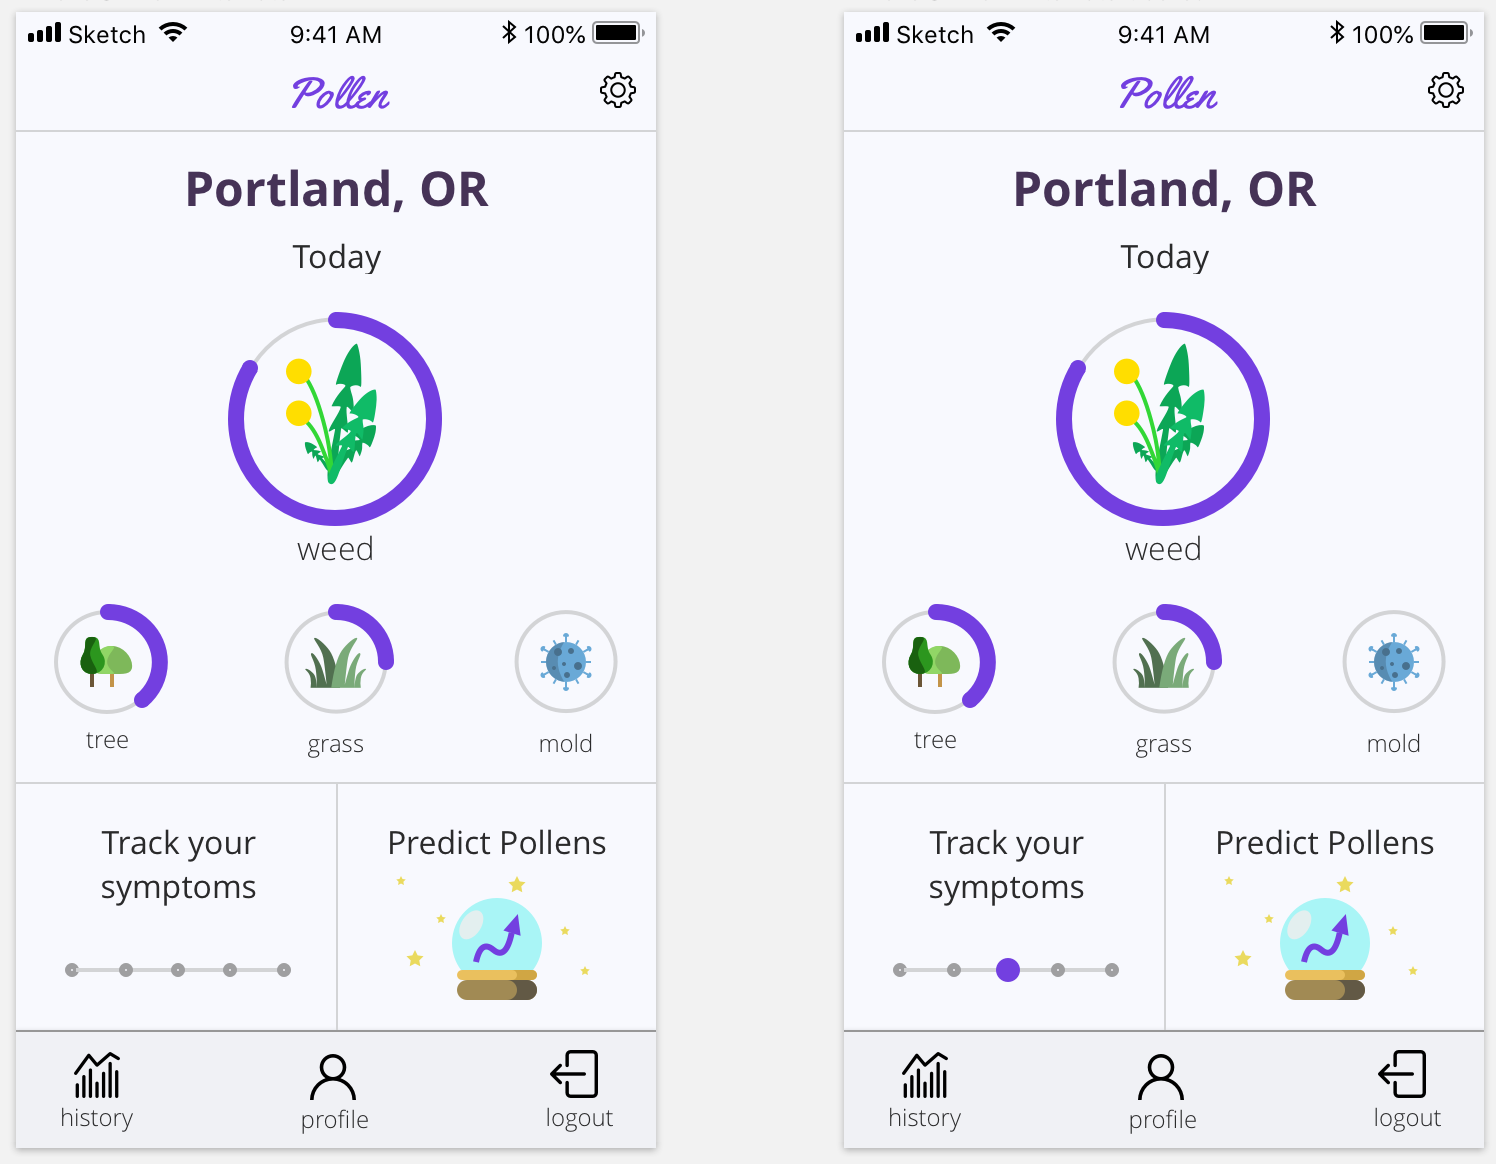 Sketch 9:41 AM 100%
Pollen
Portland, OR
Today
weed
tree grass mold
Track your
symptoms
Predict Pollens
history profile logout
Sketch 9:41 AM 100%
Pollen
Portland, OR
Today
weed
tree grass mold
Track your
symptoms
Predict Pollens
history profile logout